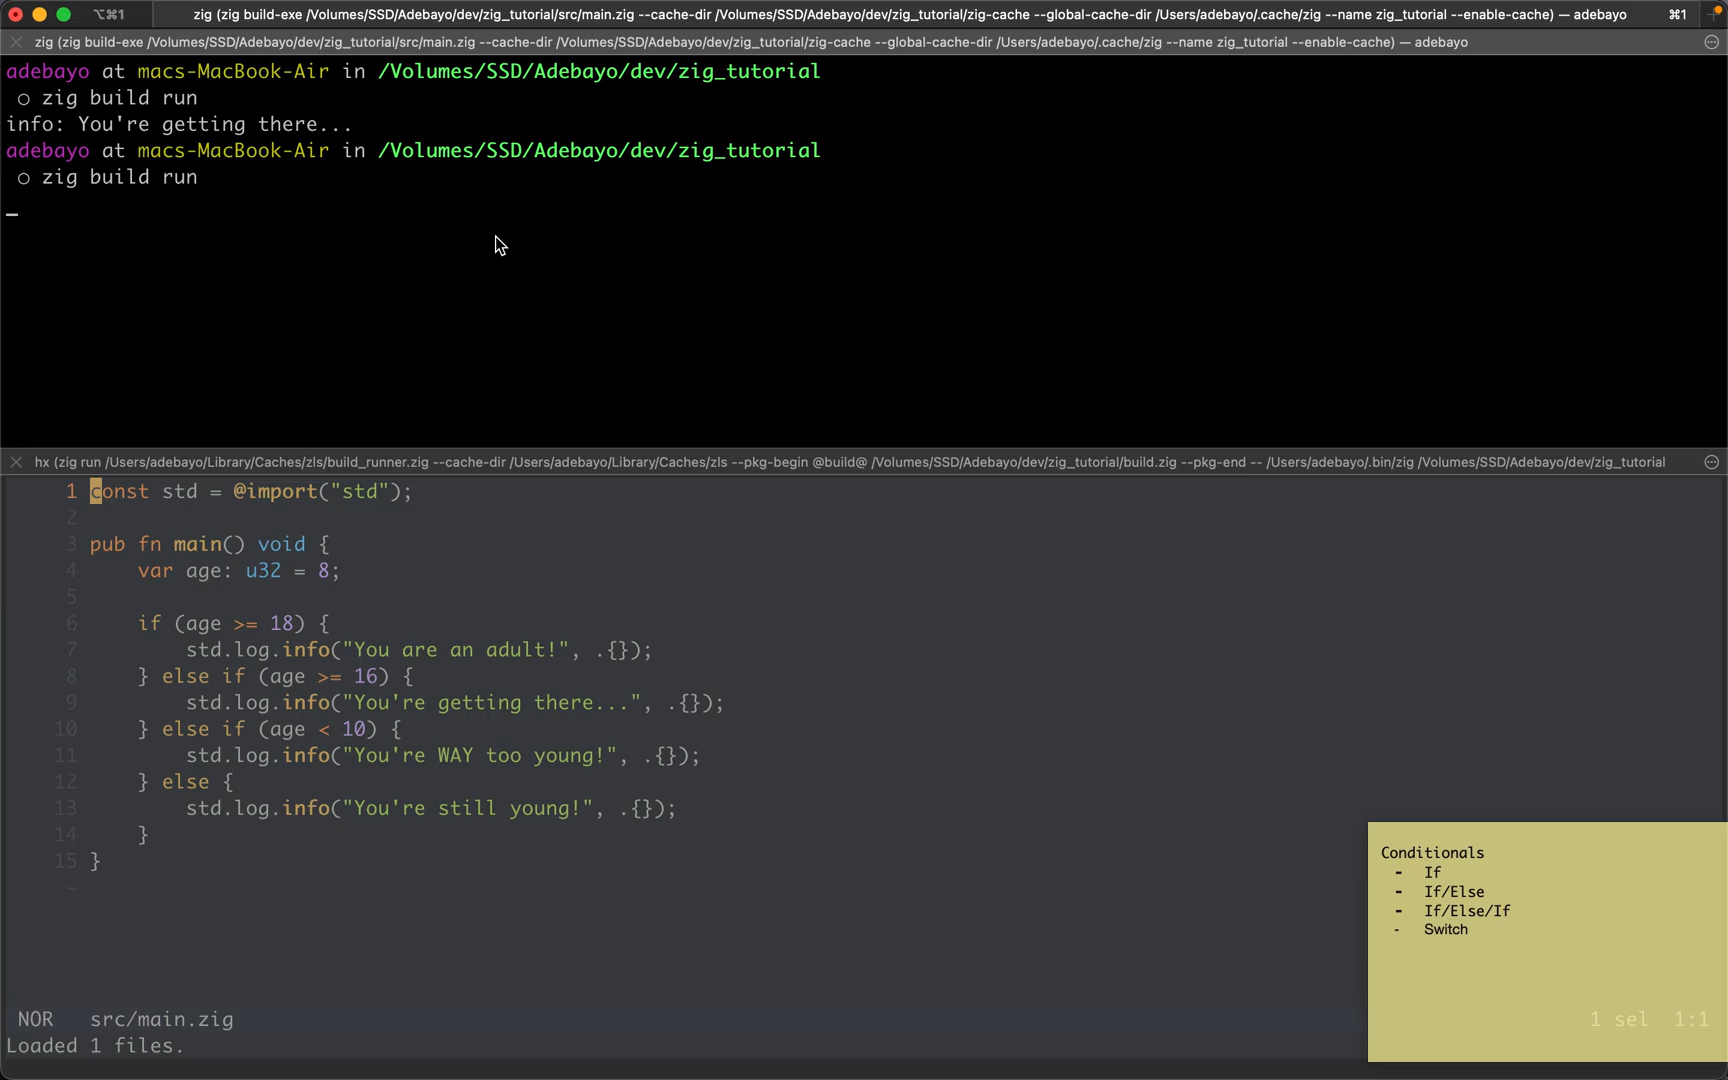 ⌥⌘1 zig (zig build-exe /Volumes/SSD/Adebayo/dev/zig_tutorial/src/main.zig --cache-dir /Volumes/SSD/Adebayo/dev/zig_tutorial/zig-cache --global-cache-dir /Users/adebayo/.cache/zig --name zig_tutorial --enable-cache) — adebayo ⌘1
zig (zig build-exe /Volumes/SSD/Adebayo/dev/zig_tutorial/src/main.zig --cache-dir /Volumes/SSD/Adebayo/dev/zig_tutorial/zig-cache --global-cache-dir /Users/adebayo/.cache/zig --name zig_tutorial --enable-cache) — adebayo
adebayo at macs-MacBook-Air in /Volumes/SSD/Adebayo/dev/zig_tutorial
○ zig build run
info: You're getting there...
adebayo at macs-MacBook-Air in /Volumes/SSD/Adebayo/dev/zig_tutorial
○ zig build run
hx (zig run /Users/adebayo/Library/Caches/zls/build_runner.zig --cache-dir /Users/adebayo/Library/Caches/zls --pkg-begin @build@ /Volumes/SSD/Adebayo/dev/zig_tutorial/build.zig --pkg-end -- /Users/adebayo/.bin/zig /Volumes/SSD/Adebayo/dev/zig_tutorial
1 const std = @import("std");
2
3 pub fn main() void {
4     var age: u32 = 8;
5
6     if (age >= 18) {
7         std.log.info("You are an adult!", .{});
8     } else if (age >= 16) {
9         std.log.info("You're getting there...", .{});
10     } else if (age < 10) {
11         std.log.info("You're WAY too young!", .{});
12     } else {
13         std.log.info("You're still young!", .{});
14     }
15 }
~
Conditionals
- If
- If/Else
- If/Else/If
- Switch
NOR src/main.zig 1 sel 1:1
Loaded 1 files.